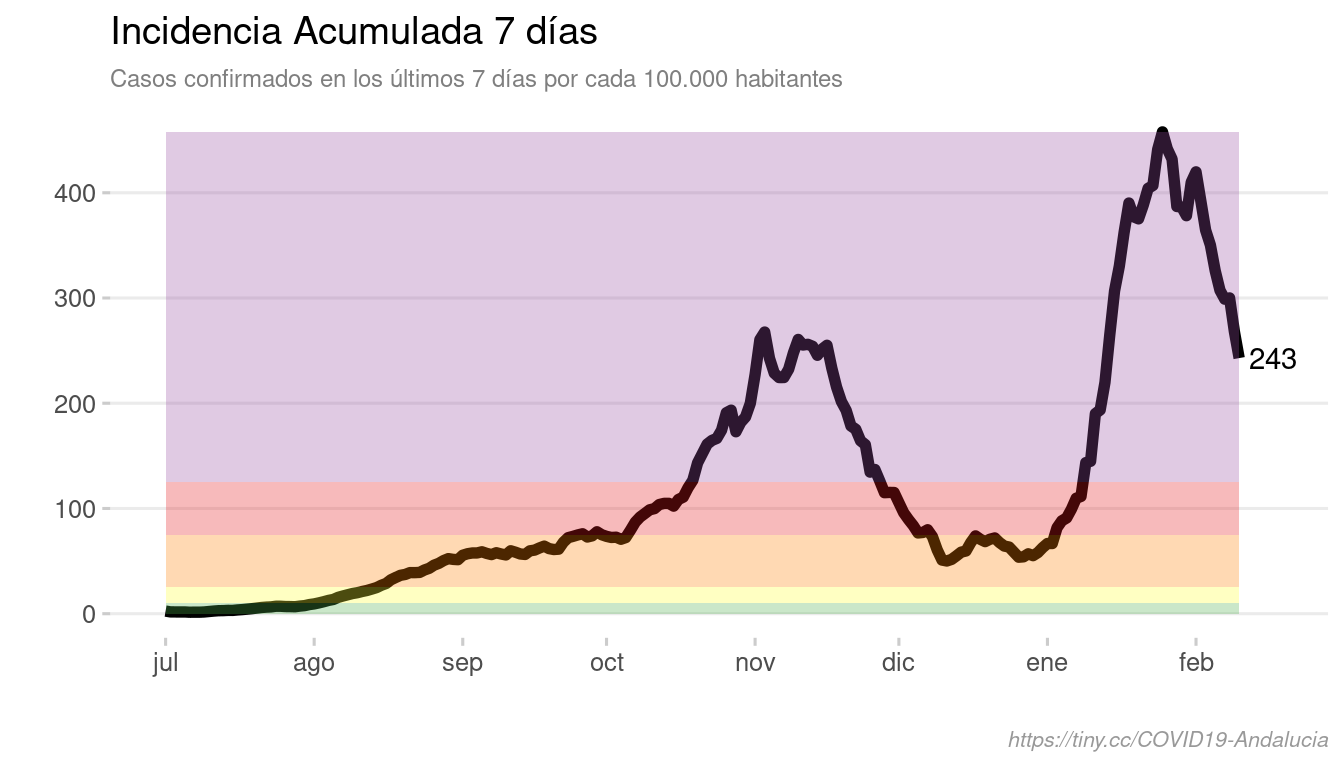 Incidencia Acumulada 7 días
Casos confirmados en los últimos 7 días por cada 100.000 habitantes
400
300
243
200
100
0
jul ago sep oct nov dic ene feb
https://tiny.cc/COVID19-Andalucia